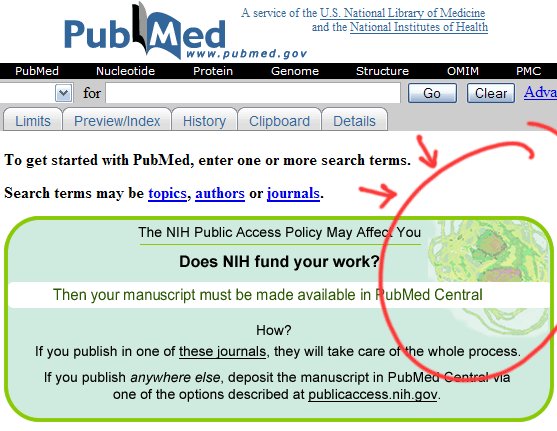 A service of the U.S. National Library of Medicine
and the National Institutes of Health
PubMed
www.pubmed.gov
PubMed Nucleotide Protein Genome Structure OMIM PMC
for Go Clear Adva
Limits Preview/Index History Clipboard Details
To get started with PubMed, enter one or more search terms.
Search terms may be topics, authors or journals.
The NIH Public Access Policy May Affect You
Does NIH fund your work?
Then your manuscript must be made available in PubMed Central
How?
If you publish in one of these journals, they will take care of the whole process.
If you publish anywhere else, deposit the manuscript in PubMed Central via
one of the options described at publicaccess.nih.gov.